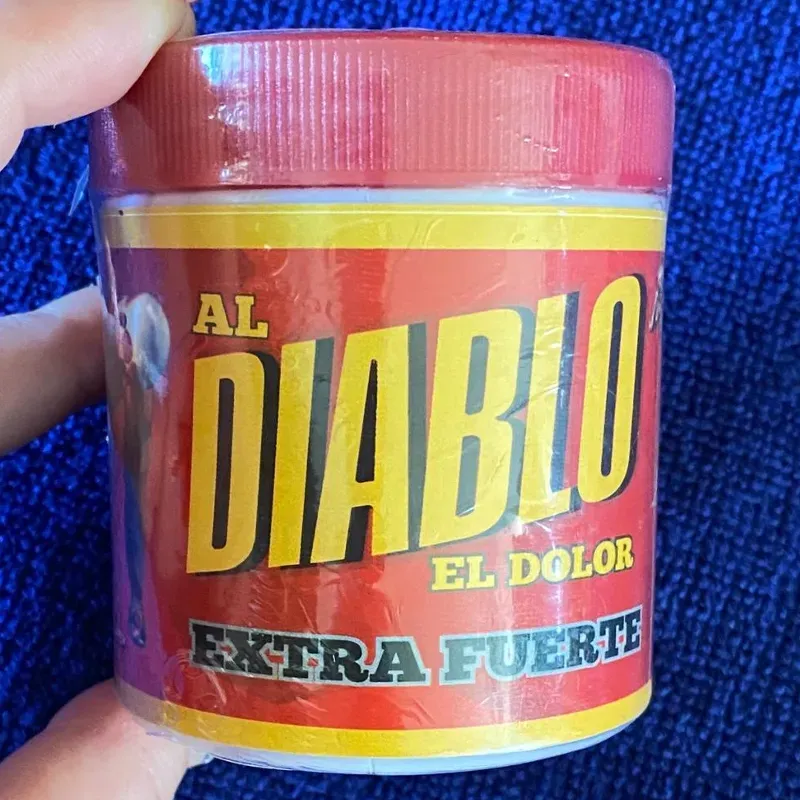 AL
DIABLO
EL DOLOR
EXTRA FUERTE